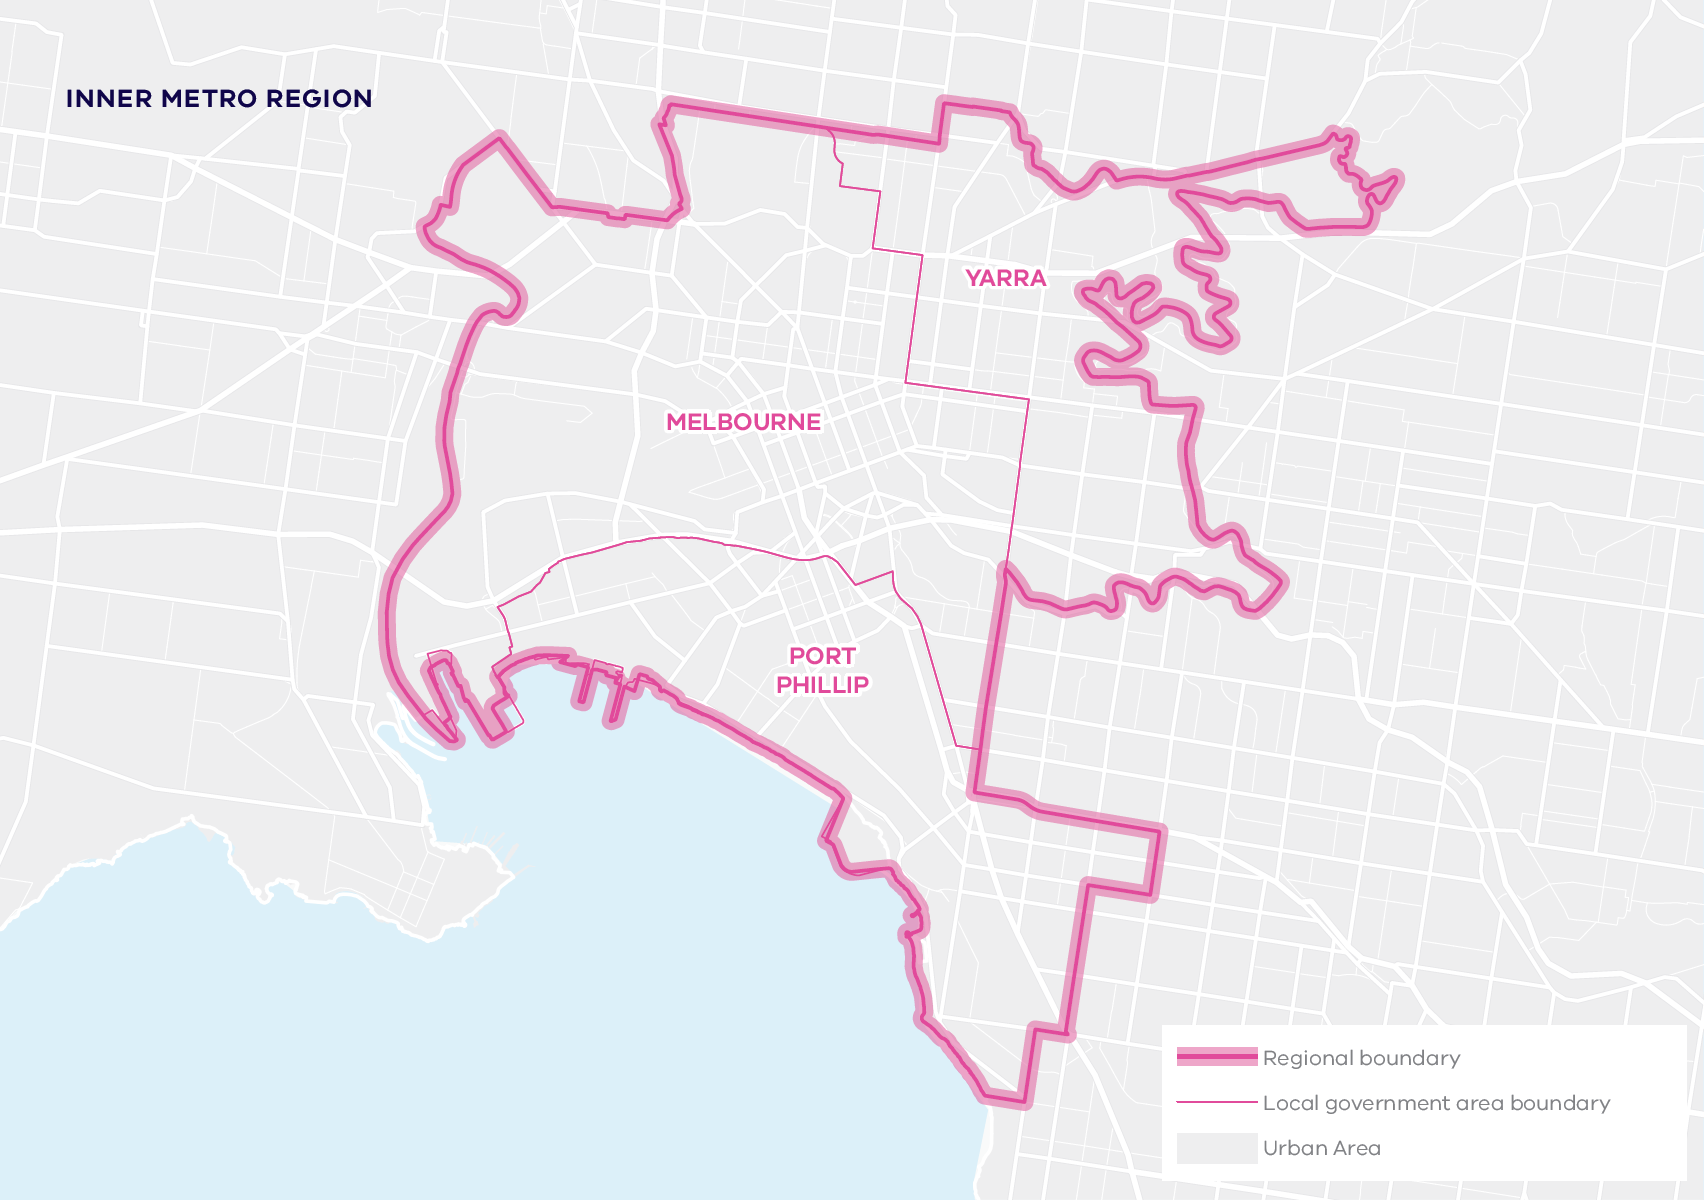 INNER METRO REGION
YARRA
MELBOURNE
PORT
PHILLIP
Regional boundary
Local government area boundary
Urban Area